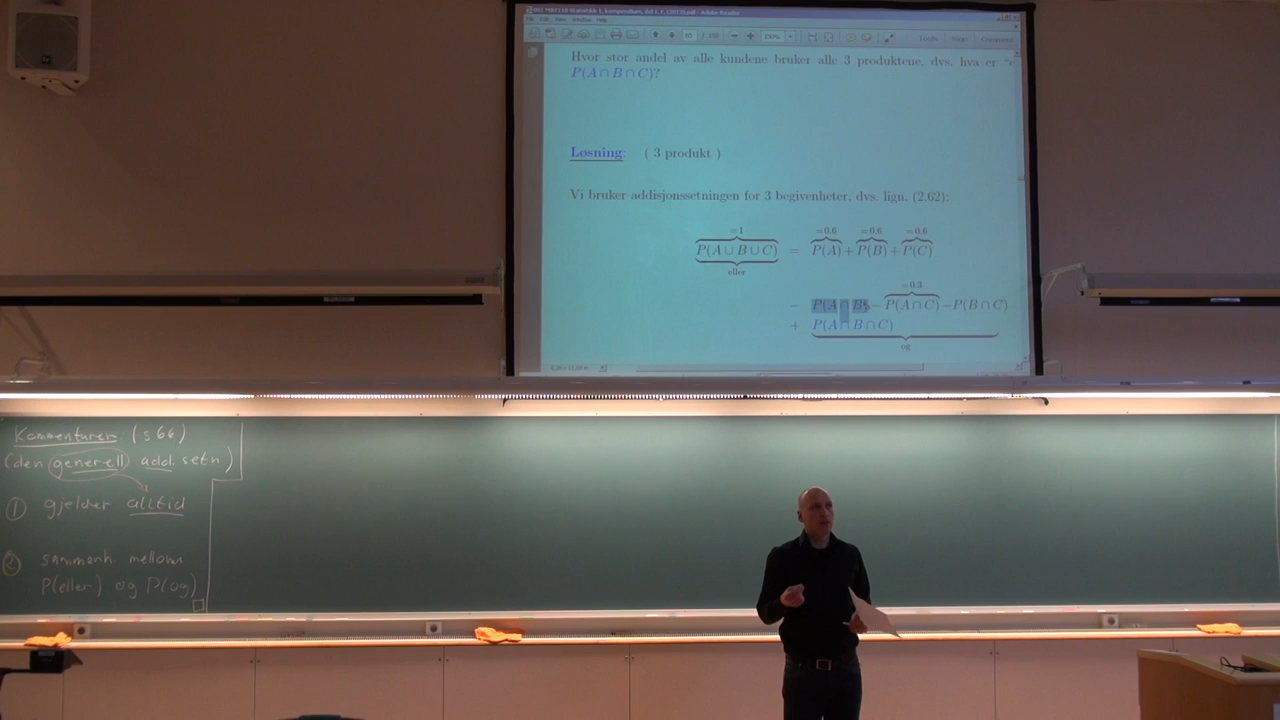 Hvor stor andel av alle kundene bruker alle 3 produktene, dvs. hva er
P(A∩B∩C)?
Løsning: ( 3 produkt )
Vi bruker addisjonssetningen for 3 begivenheter, dvs. lign. (2.62):
=1 =0.6 =0.6 =0.6
P(A∪B∪C) = P(A)+P(B)+P(C)
eller
=0.3
− P(A∩B) − P(A∩C) −P(B∩C)
+ P(A∩B∩C)
og
Kommentarer: (s 66)
(den generell add. setn)
① gjelder alltid
② sammenh mellom
P(eller) og P(og)